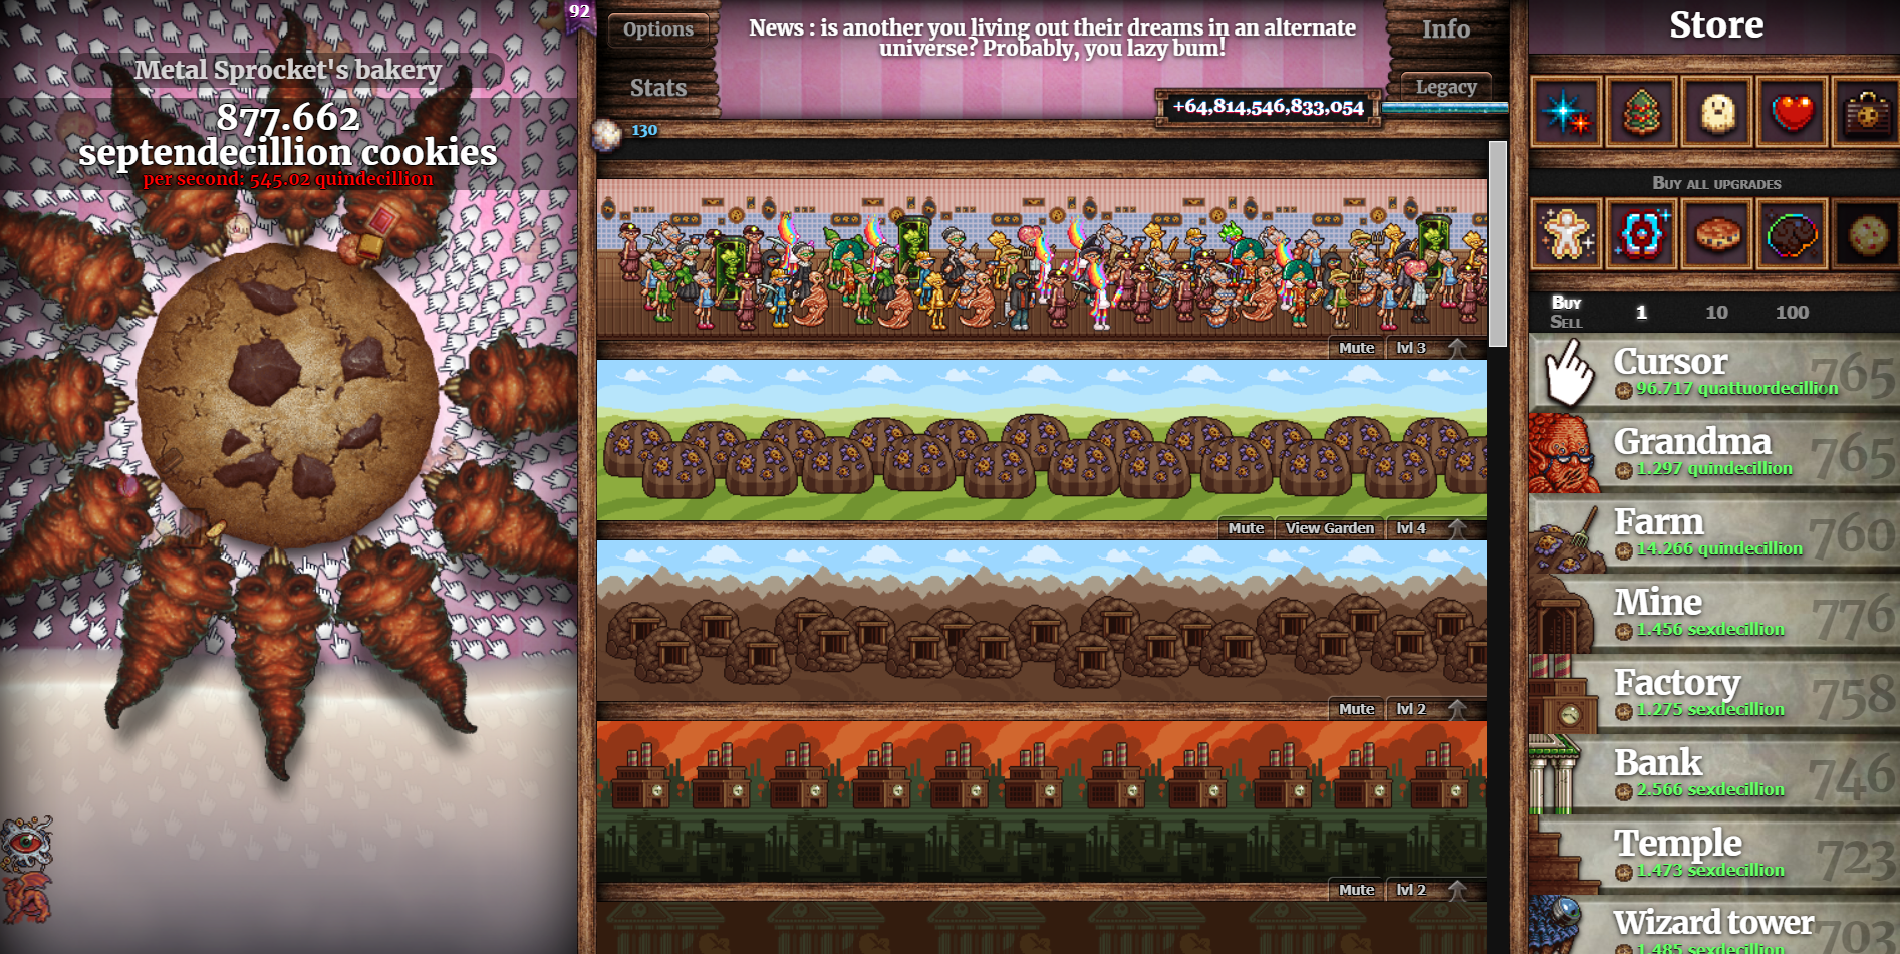 Metal Sprocket's bakery
877.662
septendecillion cookies
per second: 545.02 quindecillion
92
Options
Stats
News : is another you living out their dreams in an alternate
universe? Probably, you lazy bum!
Info
Legacy
+64,814,546,833,054
130
Mute
lvl 3
Mute
View Garden
lvl 4
Mute
lvl 2
Mute
lvl 2
Store
Buy all upgrades
Buy
Sell
1
10
100
Cursor
96.717 quattuordecillion
765
Grandma
1.297 quindecillion
765
Farm
14.266 quindecillion
760
Mine
1.456 sexdecillion
776
Factory
1.275 sexdecillion
758
Bank
2.566 sexdecillion
746
Temple
1.473 sexdecillion
723
Wizard tower
1.485 sexdecillion
703